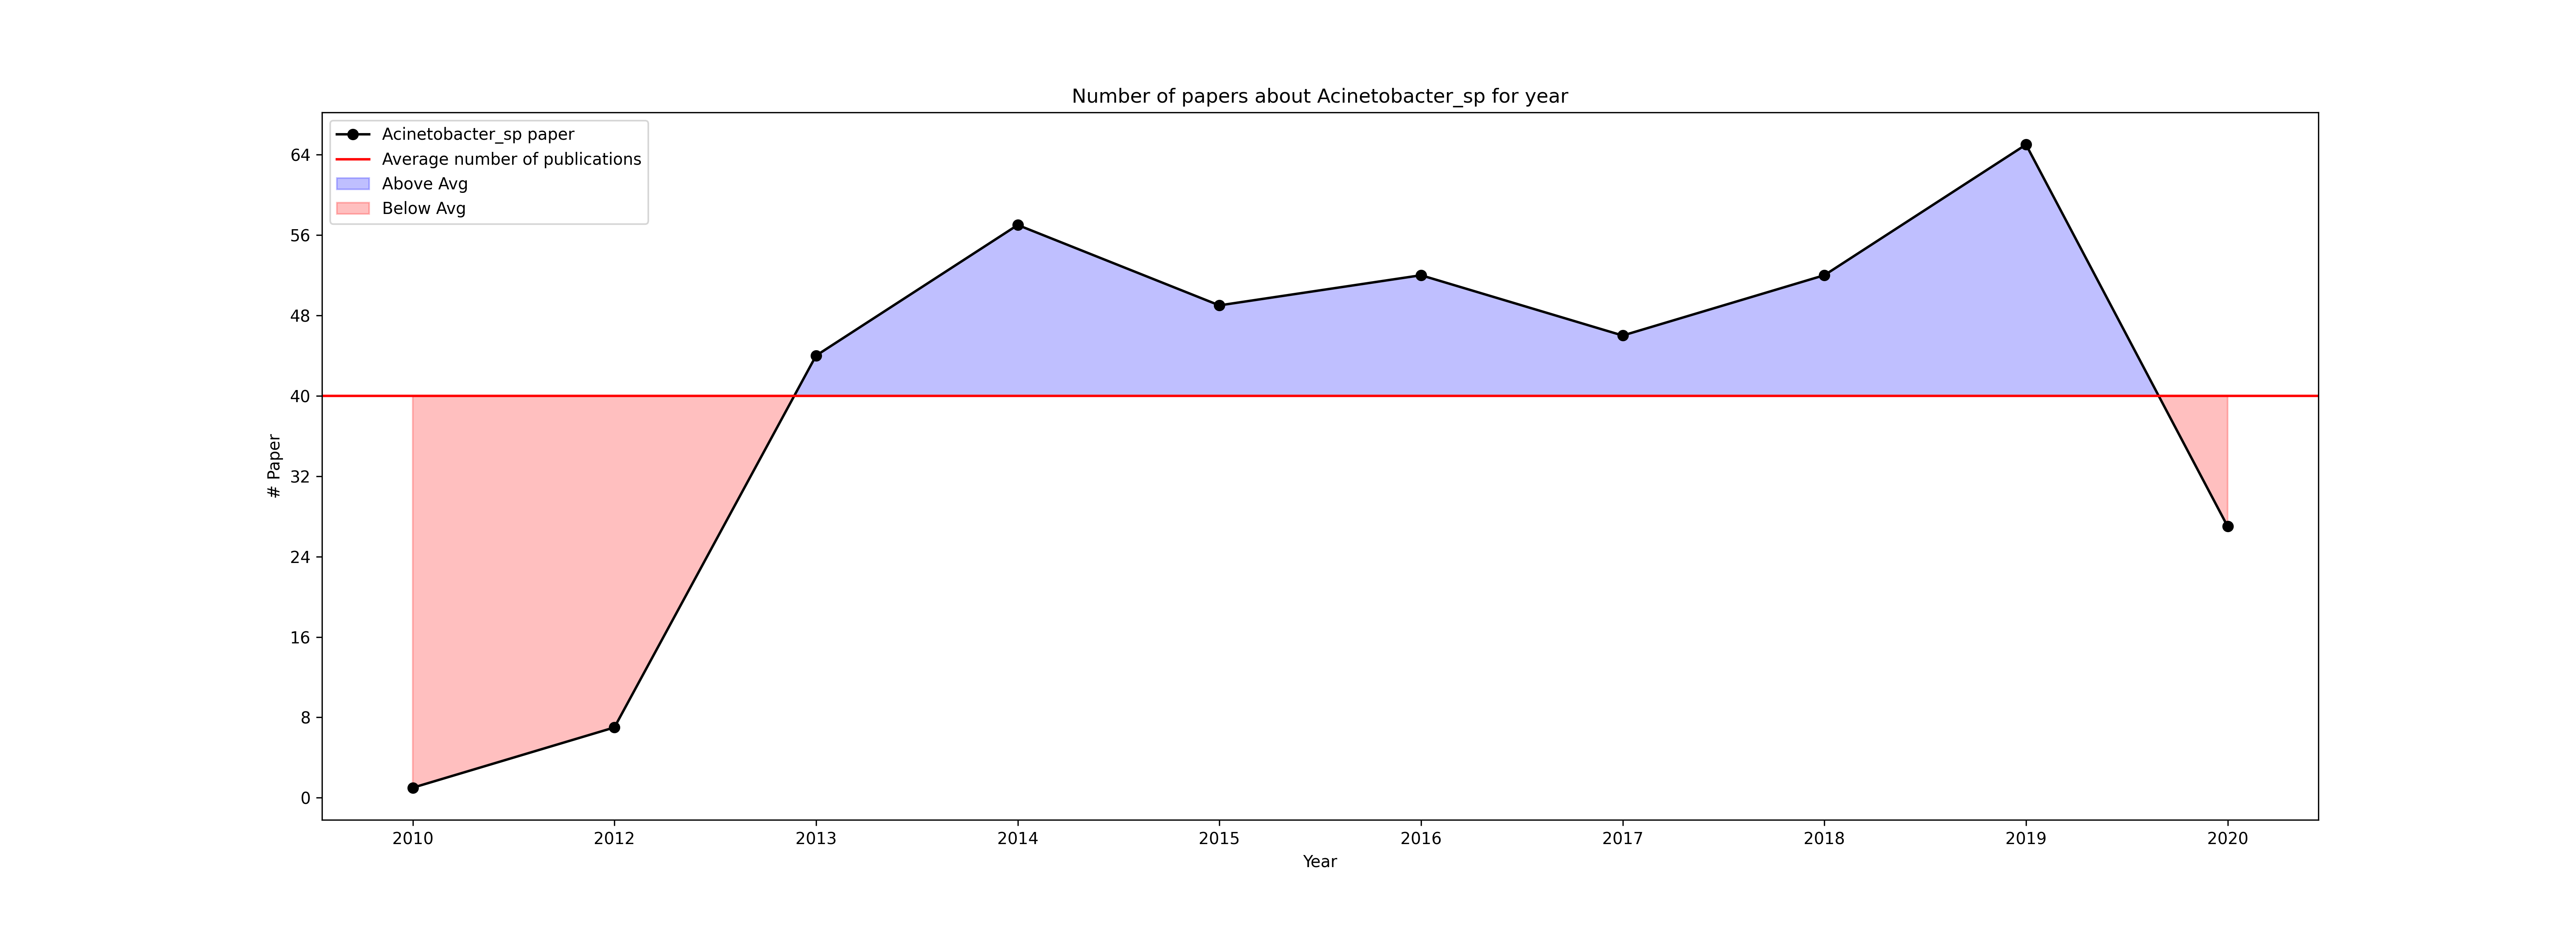 Number of papers about Acinetobacter_sp for year
Acinetobacter_sp paper
Average number of publications
Above Avg
Below Avg
# Paper
64
56
48
40
32
24
16
8
0
2010 2012 2013 2014 2015 2016 2017 2018 2019 2020
Year